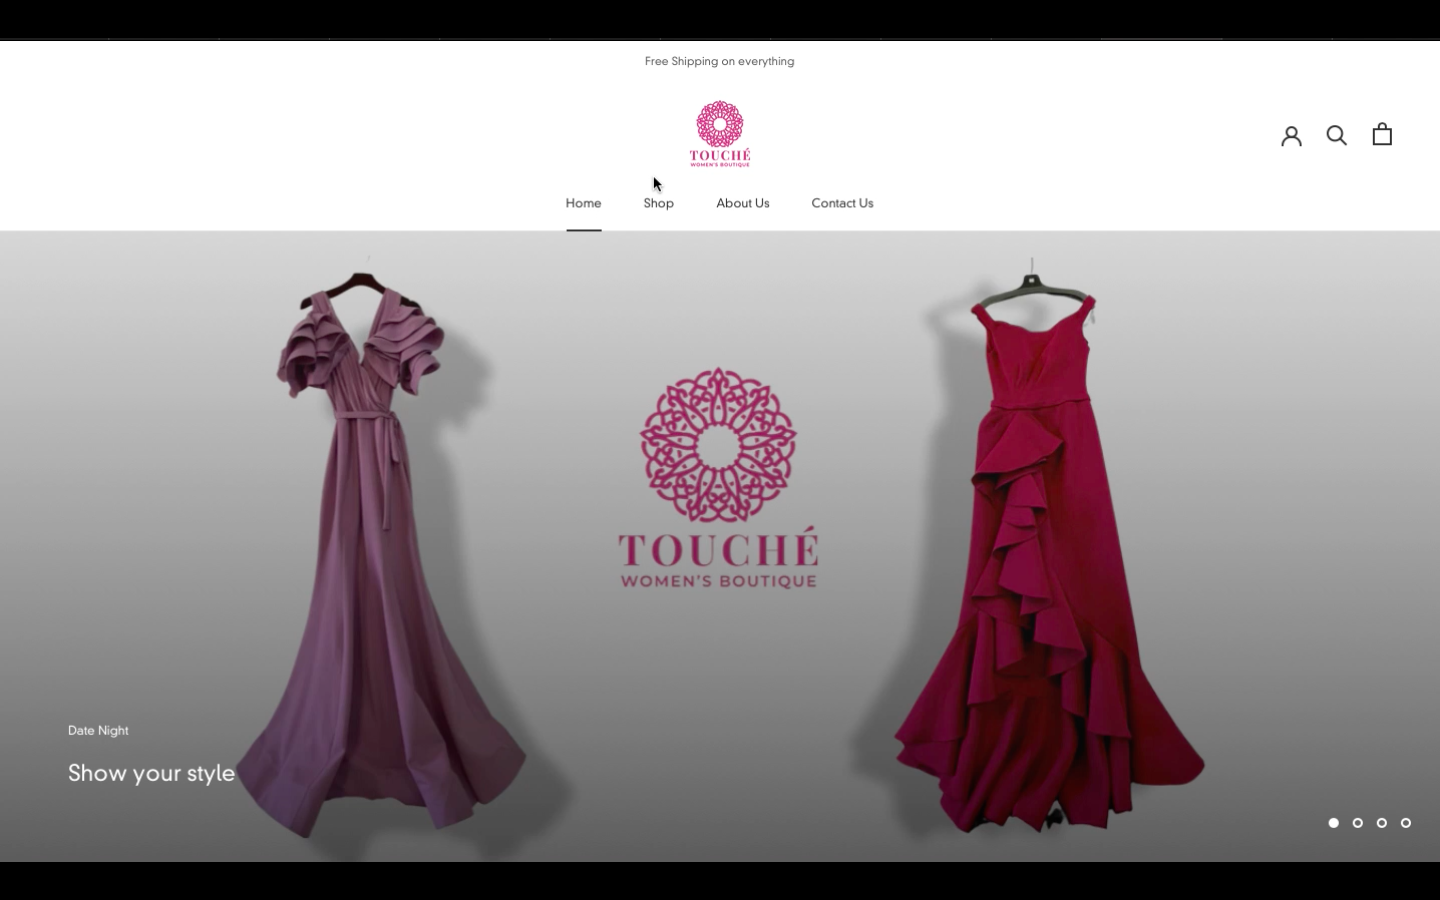 Free Shipping on everything
TOUCHÉ
WOMEN'S BOUTIQUE
Home
Shop
About Us
Contact Us
TOUCHÉ
WOMEN'S BOUTIQUE
Date Night
Show your style